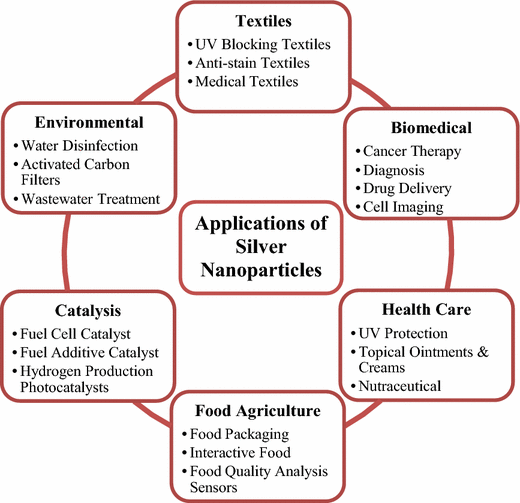 Textiles
• UV Blocking Textiles
• Anti-stain Textiles
• Medical Textiles
Environmental
• Water Disinfection
• Activated Carbon
Filters
• Wastewater Treatment
Biomedical
• Cancer Therapy
• Diagnosis
• Drug Delivery
• Cell Imaging
Applications of
Silver
Nanoparticles
Catalysis
• Fuel Cell Catalyst
• Fuel Additive Catalyst
• Hydrogen Production
Photocatalysts
Health Care
• UV Protection
• Topical Ointments &
Creams
• Nutraceutical
Food Agriculture
• Food Packaging
• Interactive Food
• Food Quality Analysis
Sensors